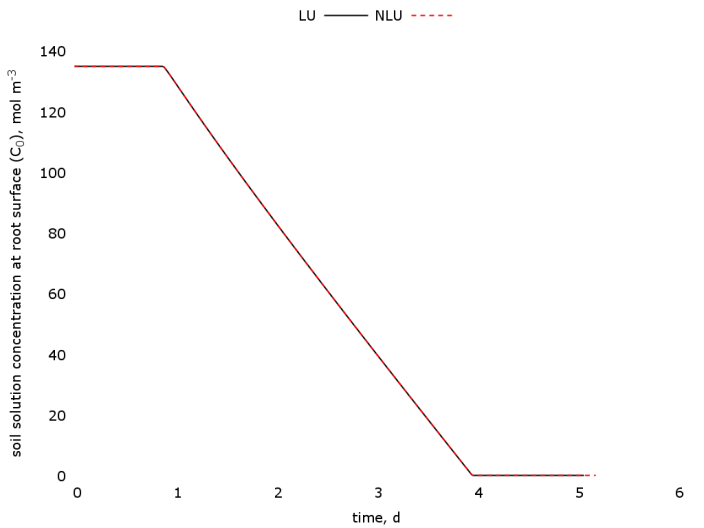 LU NLU
140
120
100
80
60
40
20
0
0 1 2 3 4 5 6
time, d
soil solution concentration at root surface (C₀), mol m⁻³